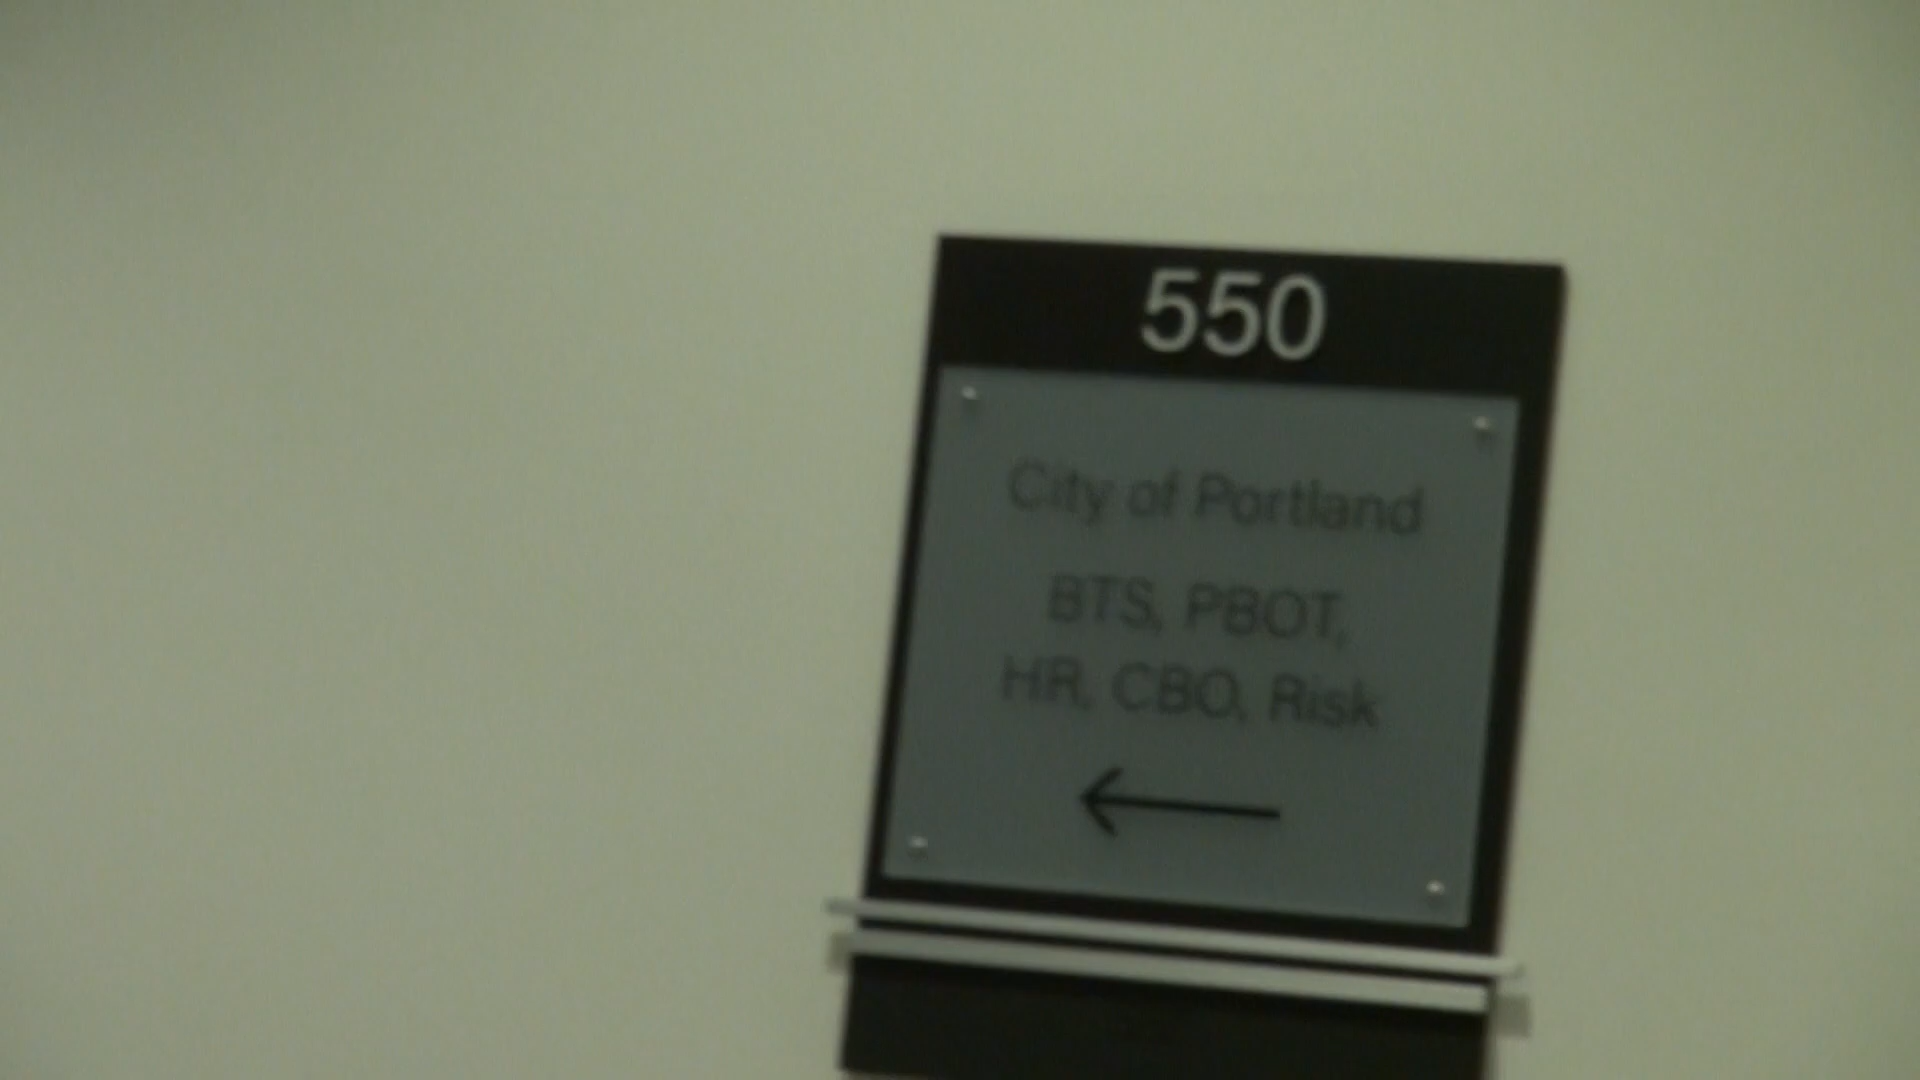 550
City of Portland
BTS, PBOT,
HR, CBO, Risk